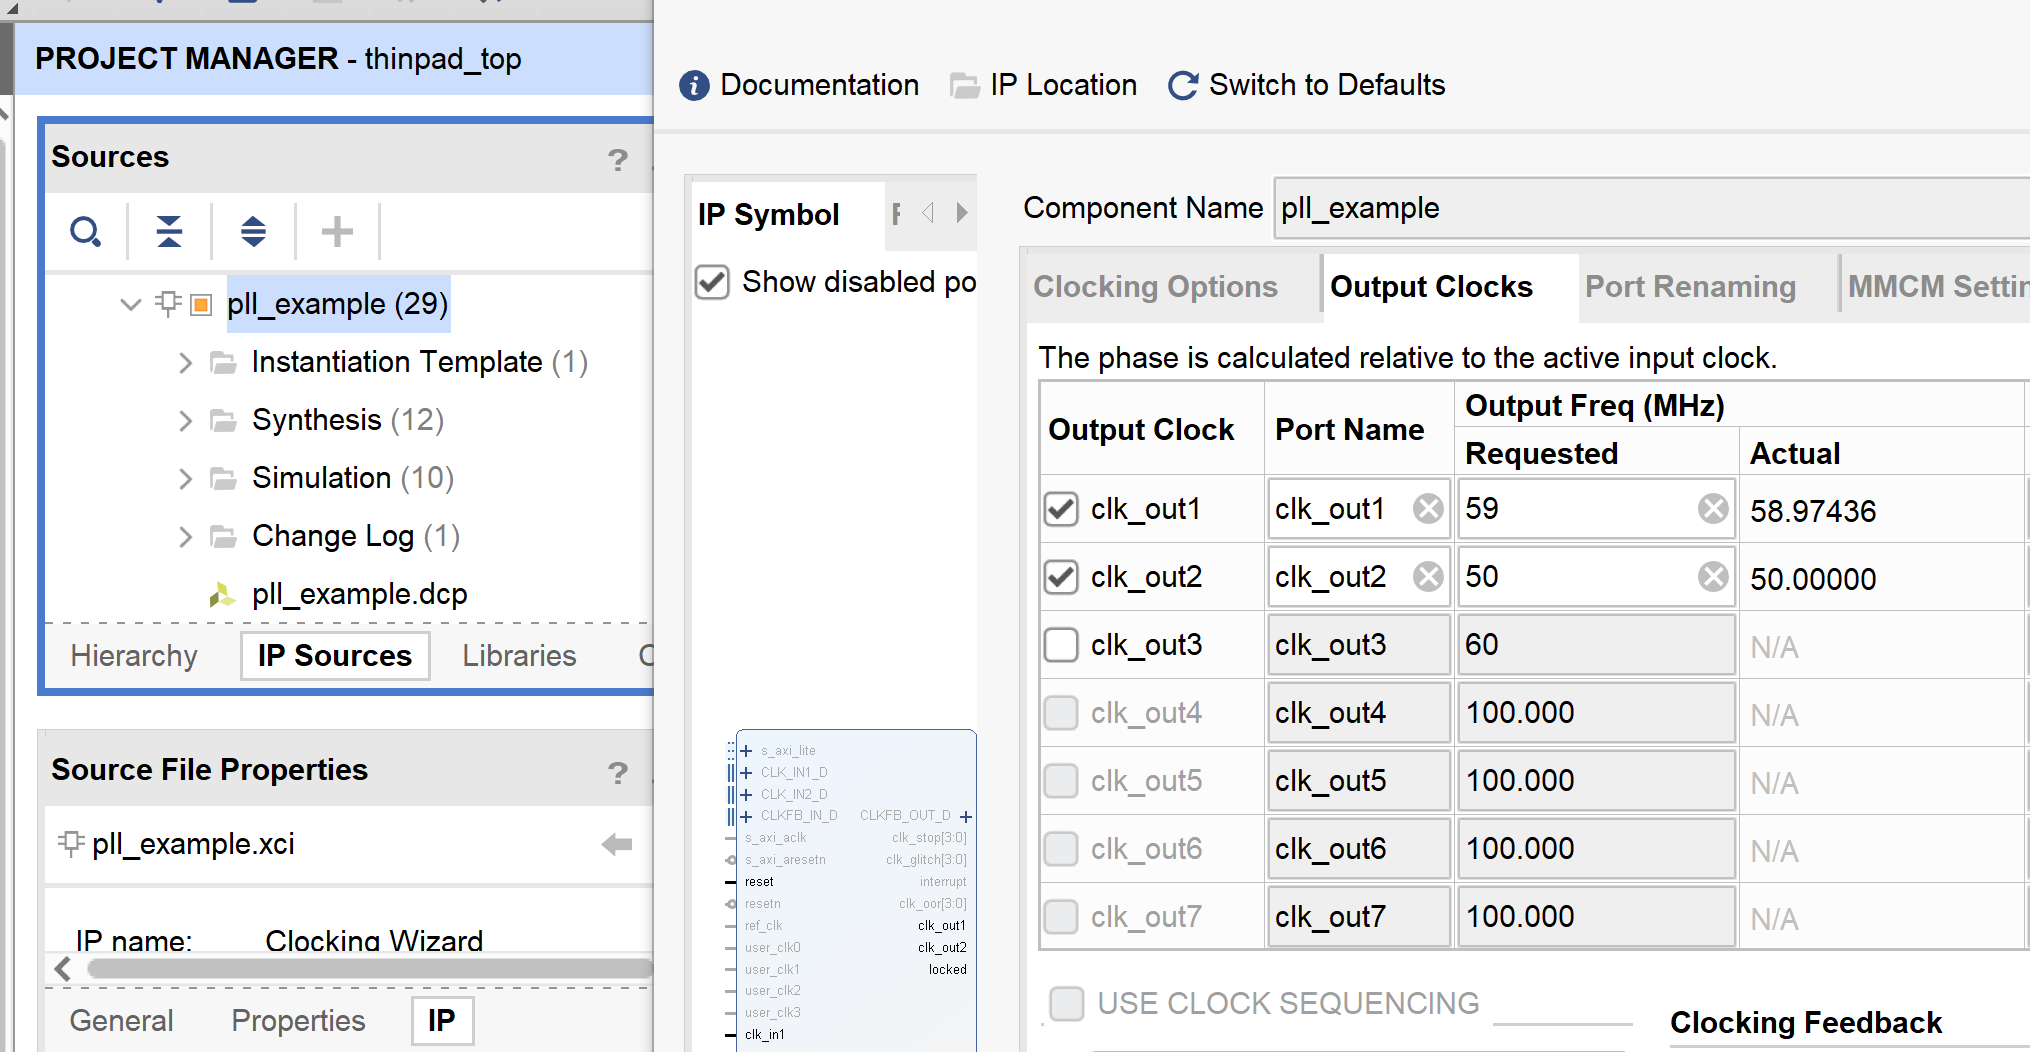 PROJECT MANAGER - thinpad_top
Sources
?
pll_example (29)
Instantiation Template (1)
Synthesis (12)
Simulation (10)
Change Log (1)
pll_example.dcp
Hierarchy
IP Sources
Libraries
Source File Properties
?
pll_example.xci
IP name:
Clocking Wizard
General
Properties
IP
Documentation
IP Location
Switch to Defaults
IP Symbol
Show disabled po
s_axi_lite
CLK_IN1_D
CLK_IN2_D
CLKFB_IN_D
CLKFB_OUT_D
s_axi_aclk
clk_stop[3:0]
s_axi_aresetn
clk_glitch[3:0]
reset
interrupt
resetn
clk_oor[3:0]
ref_clk
clk_out1
user_clk0
clk_out2
user_clk1
locked
user_clk2
user_clk3
clk_in1
Component Name
pll_example
Clocking Options
Output Clocks
Port Renaming
MMCM Settin
The phase is calculated relative to the active input clock.
Output Clock
Port Name
Output Freq (MHz)
Requested
Actual
clk_out1
clk_out1
59
58.97436
clk_out2
clk_out2
50
50.00000
clk_out3
clk_out3
60
N/A
clk_out4
clk_out4
100.000
N/A
clk_out5
clk_out5
100.000
N/A
clk_out6
clk_out6
100.000
N/A
clk_out7
clk_out7
100.000
N/A
USE CLOCK SEQUENCING
Clocking Feedback